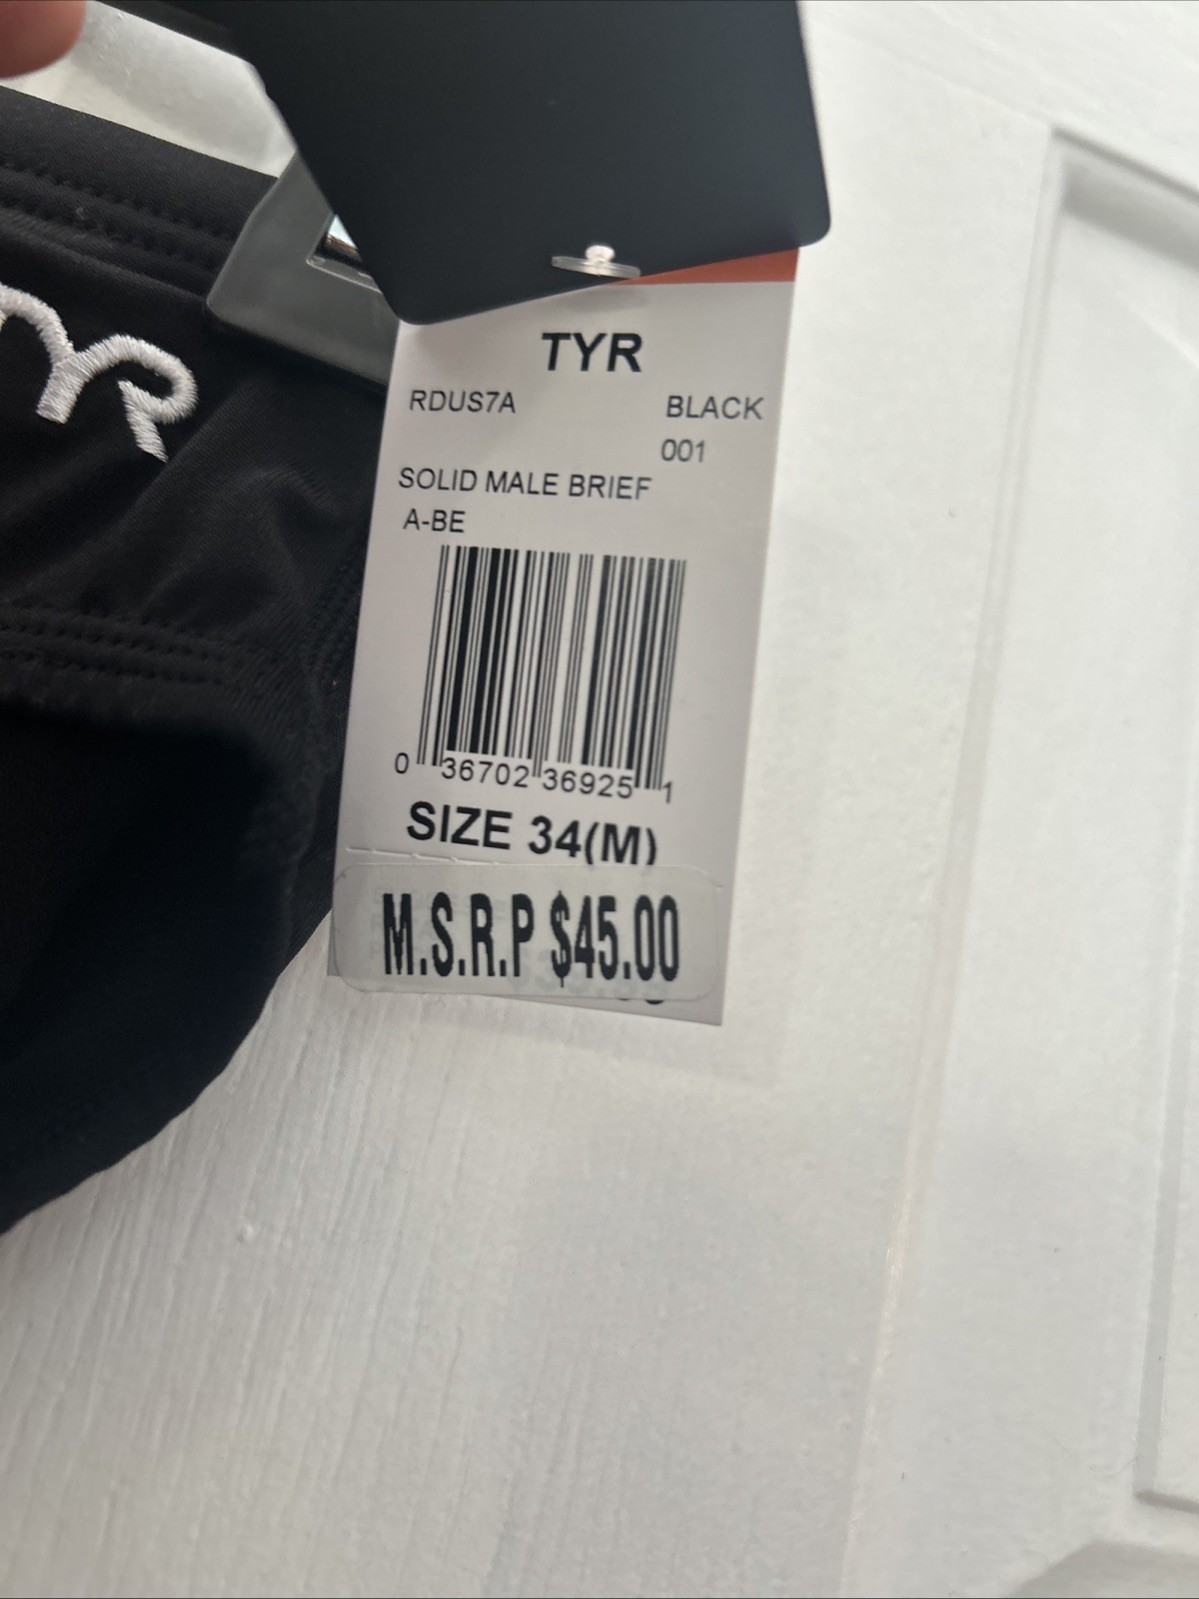 TYR
RDUS7A BLACK
001
SOLID MALE BRIEF
A-BE
0 36702 36925 1
SIZE 34(M)
M.S.R.P $45.00